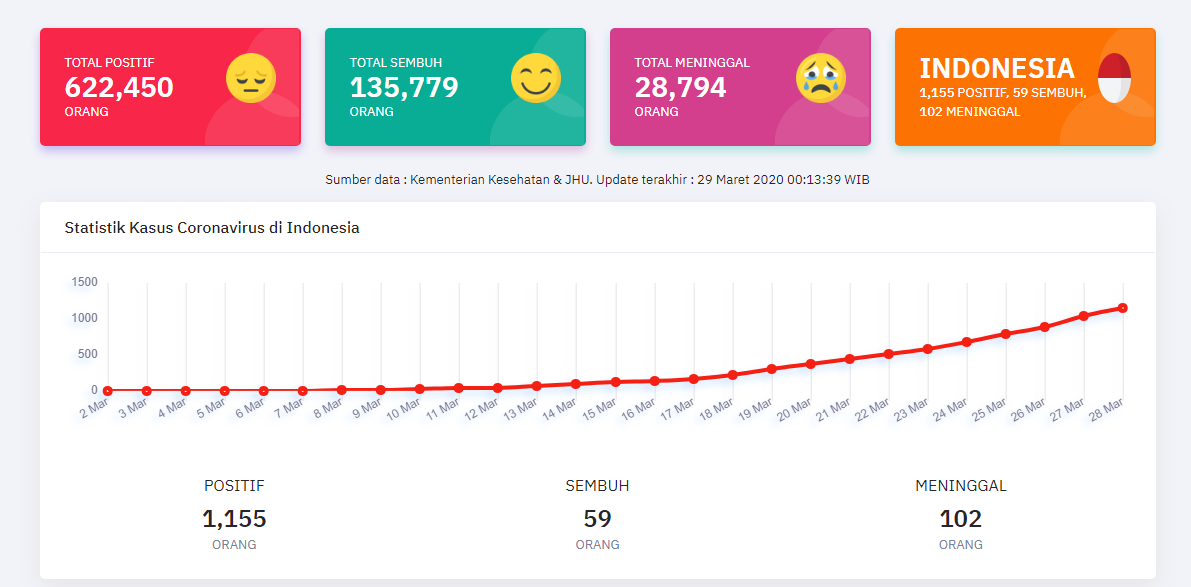 TOTAL POSITIF
622,450
ORANG
TOTAL SEMBUH
135,779
ORANG
TOTAL MENINGGAL
28,794
ORANG
INDONESIA
1,155 POSITIF, 59 SEMBUH,
102 MENINGGAL
Sumber data : Kementerian Kesehatan & JHU. Update terakhir : 29 Maret 2020 00:13:39 WIB
Statistik Kasus Coronavirus di Indonesia
1500
1000
500
0
2 Mar 3 Mar 4 Mar 5 Mar 6 Mar 7 Mar 8 Mar 9 Mar 10 Mar 11 Mar 12 Mar 13 Mar 14 Mar 15 Mar 16 Mar 17 Mar 18 Mar 19 Mar 20 Mar 21 Mar 22 Mar 23 Mar 24 Mar 25 Mar 26 Mar 27 Mar 28 Mar
POSITIF
1,155
ORANG
SEMBUH
59
ORANG
MENINGGAL
102
ORANG